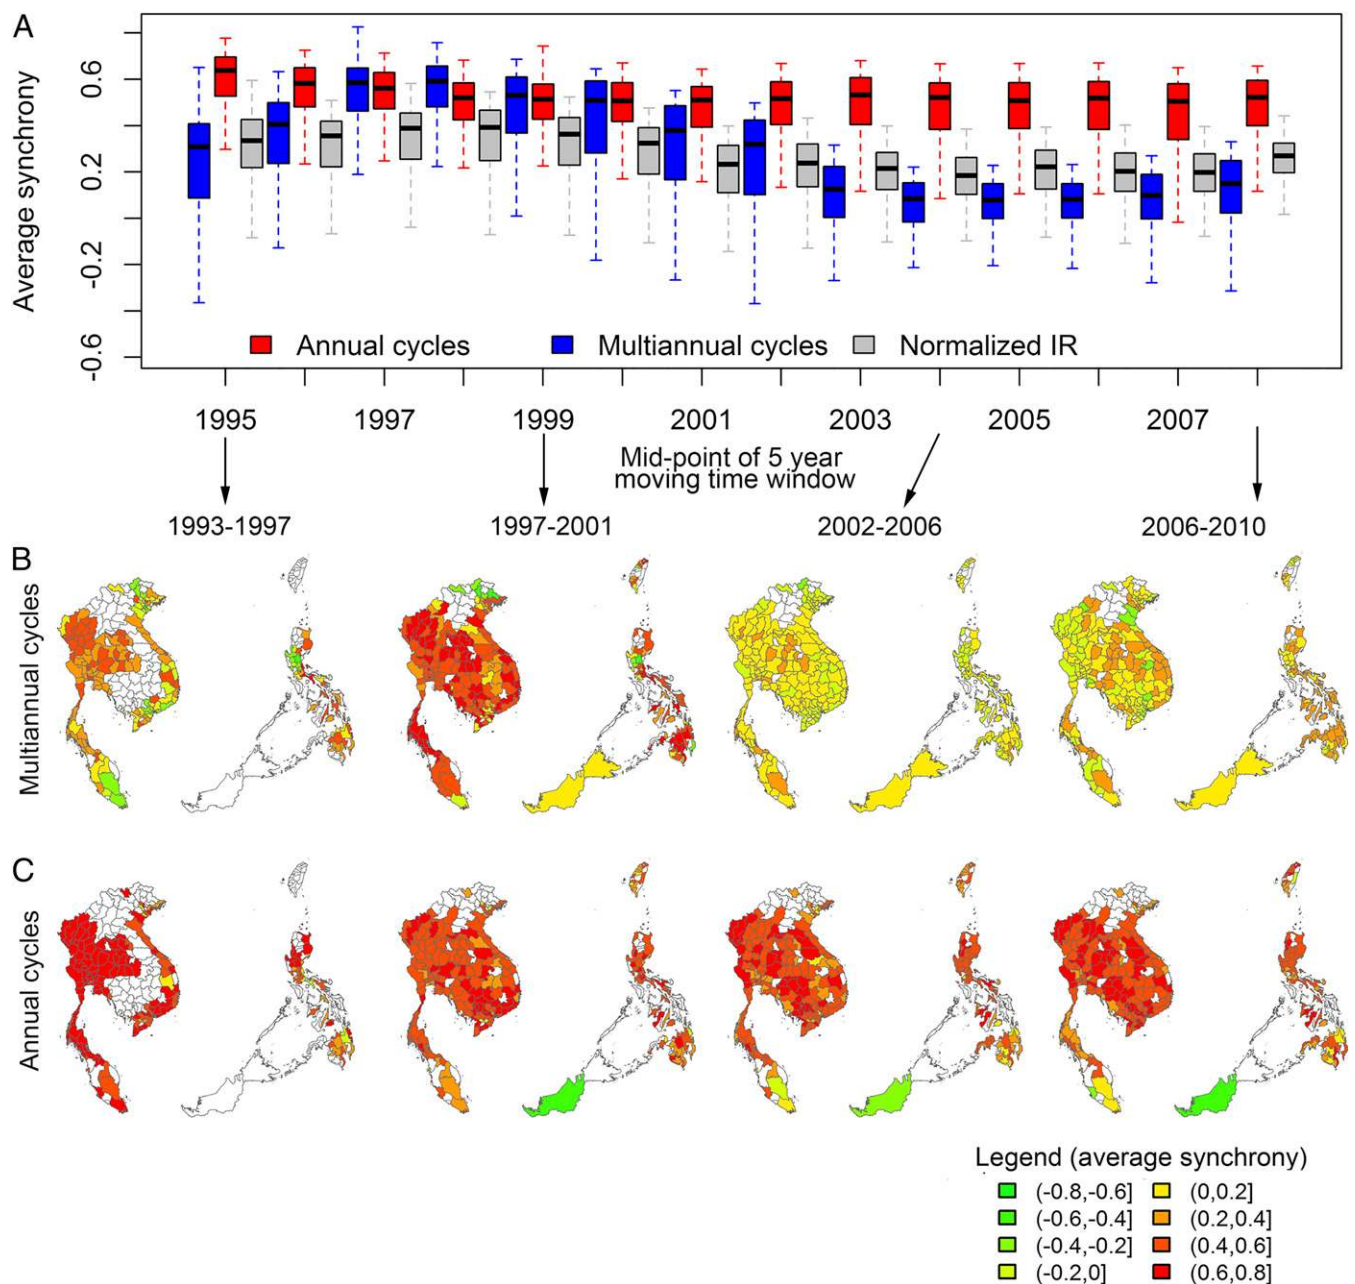 A
Average synchrony
0.6
0.2
-0.2
-0.6
Annual cycles
Multiannual cycles
Normalized IR
1995
1997
1999
2001
2003
2005
2007
Mid-point of 5 year
moving time window
1993-1997
1997-2001
2002-2006
2006-2010
B
Multiannual cycles
C
Annual cycles
Legend (average synchrony)
(-0.8,-0.6]
(0,0.2]
(-0.6,-0.4]
(0.2,0.4]
(-0.4,-0.2]
(0.4,0.6]
(-0.2,0]
(0.6,0.8]